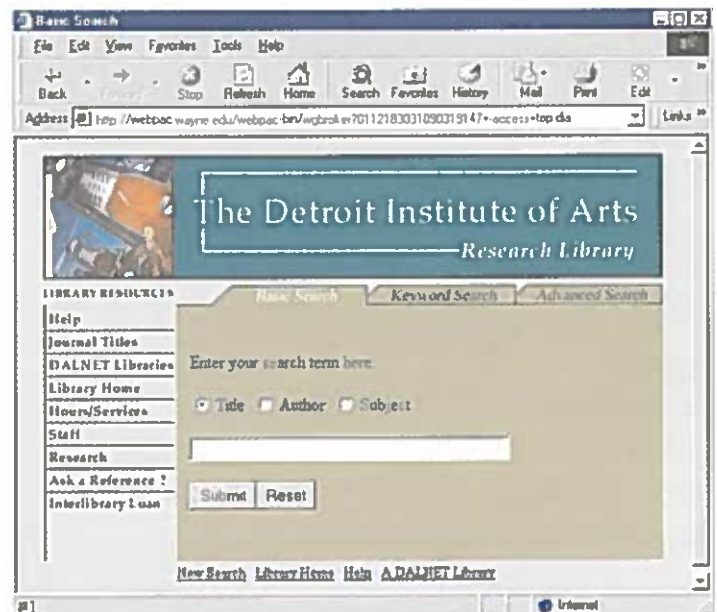 Basic Search
File Edit View Favorites Tools Help
Back Stop Refresh Home Search Favorites History Mail Print Edit
Address Links
The Detroit Institute of Arts
Research Library
LIBRARY RESOURCES
Basic Search Keyword Search Advanced Search
Help
Journal Titles
DALNET Libraries
Library Home
Hours/Services
Staff
Research
Ask a Reference ?
Interlibrary Loan
Enter your search term here.
Title Author Subject
Submit Reset
New Search Library Home Help A DALNET Library
Internet